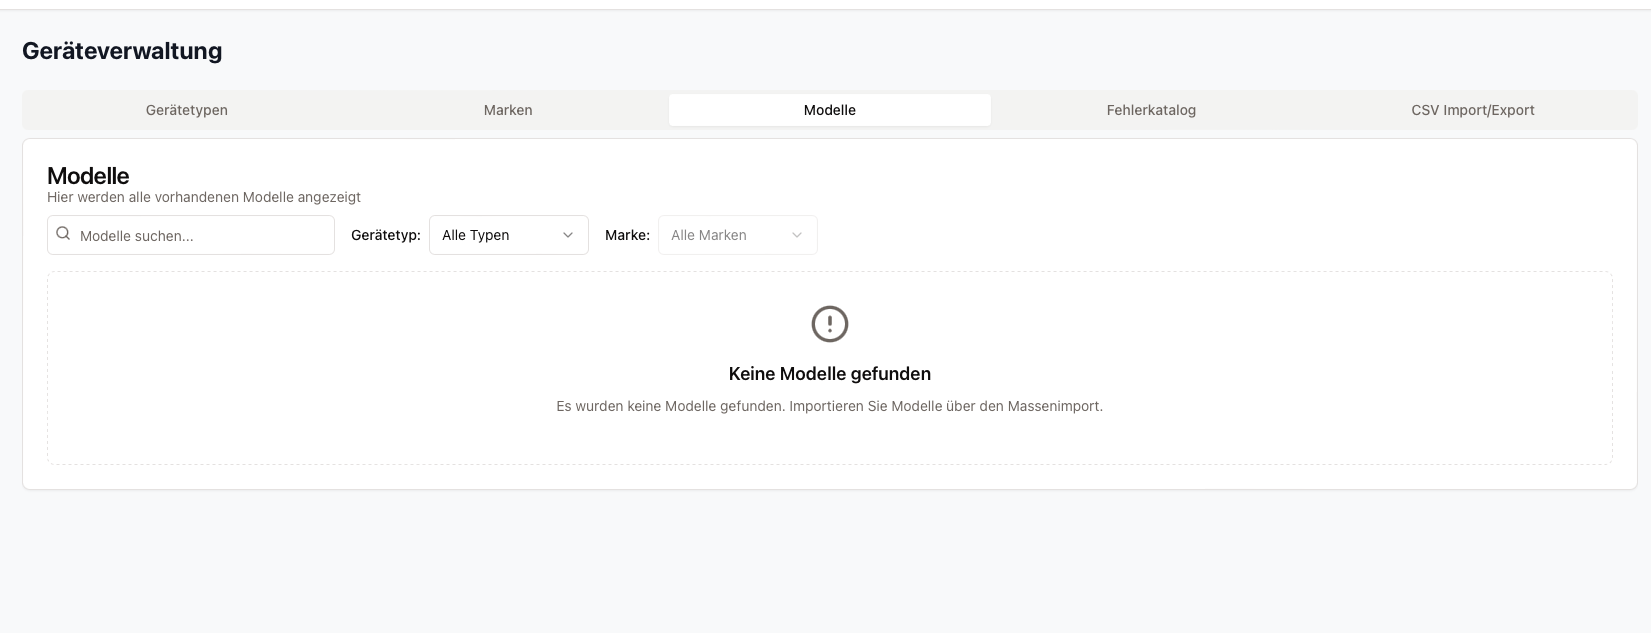 Geräteverwaltung
Gerätetypen Marken Modelle Fehlerkatalog CSV Import/Export
Modelle
Hier werden alle vorhandenen Modelle angezeigt
Modelle suchen... Gerätetyp: Alle Typen Marke: Alle Marken
Keine Modelle gefunden
Es wurden keine Modelle gefunden. Importieren Sie Modelle über den Massenimport.